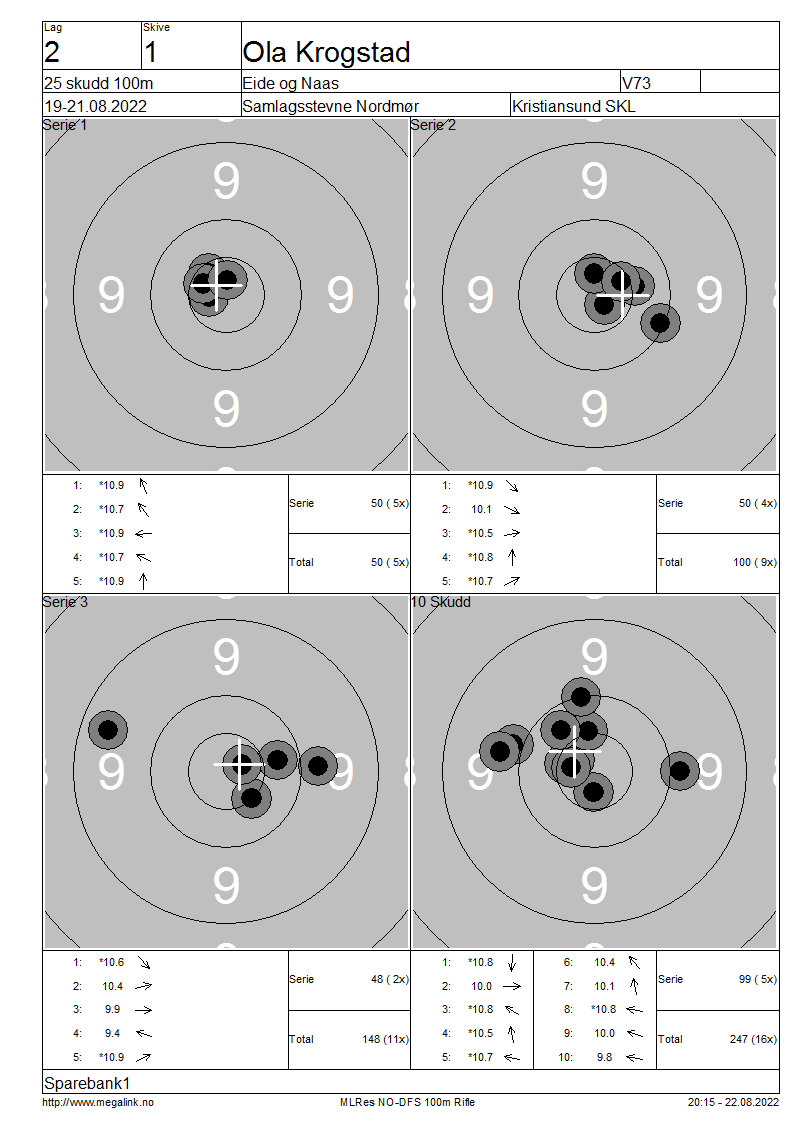 Lag Skive
2 1 Ola Krogstad
25 skudd 100m Eide og Naas V73
19-21.08.2022 Samlagsstevne Nordmør Kristiansund SKL
Serie 1 Serie 2
9 9
9 9 9 9
9 9
1: *10.9 1: *10.9
2: *10.7 Serie 50 ( 5x) 2: 10.1 Serie 50 ( 4x)
3: *10.9 3: *10.5
4: *10.7 Total 50 ( 5x) 4: *10.8 Total 100 ( 9x)
5: *10.9 5: *10.7
Serie 3 10 Skudd
9 9
9 9 9
9 9
1: *10.6 1: *10.8 6: 10.4
2: 10.4 Serie 48 ( 2x) 2: 10.0 7: 10.1 Serie 99 ( 5x)
3: 9.9 3: *10.8 8: *10.8
4: 9.4 Total 148 (11x) 4: *10.5 9: 10.0 Total 247 (16x)
5: *10.9 5: *10.7 10: 9.8
Sparebank1
http://www.megalink.no MLRes NO-DFS 100m Rifle 20:15 - 22.08.2022